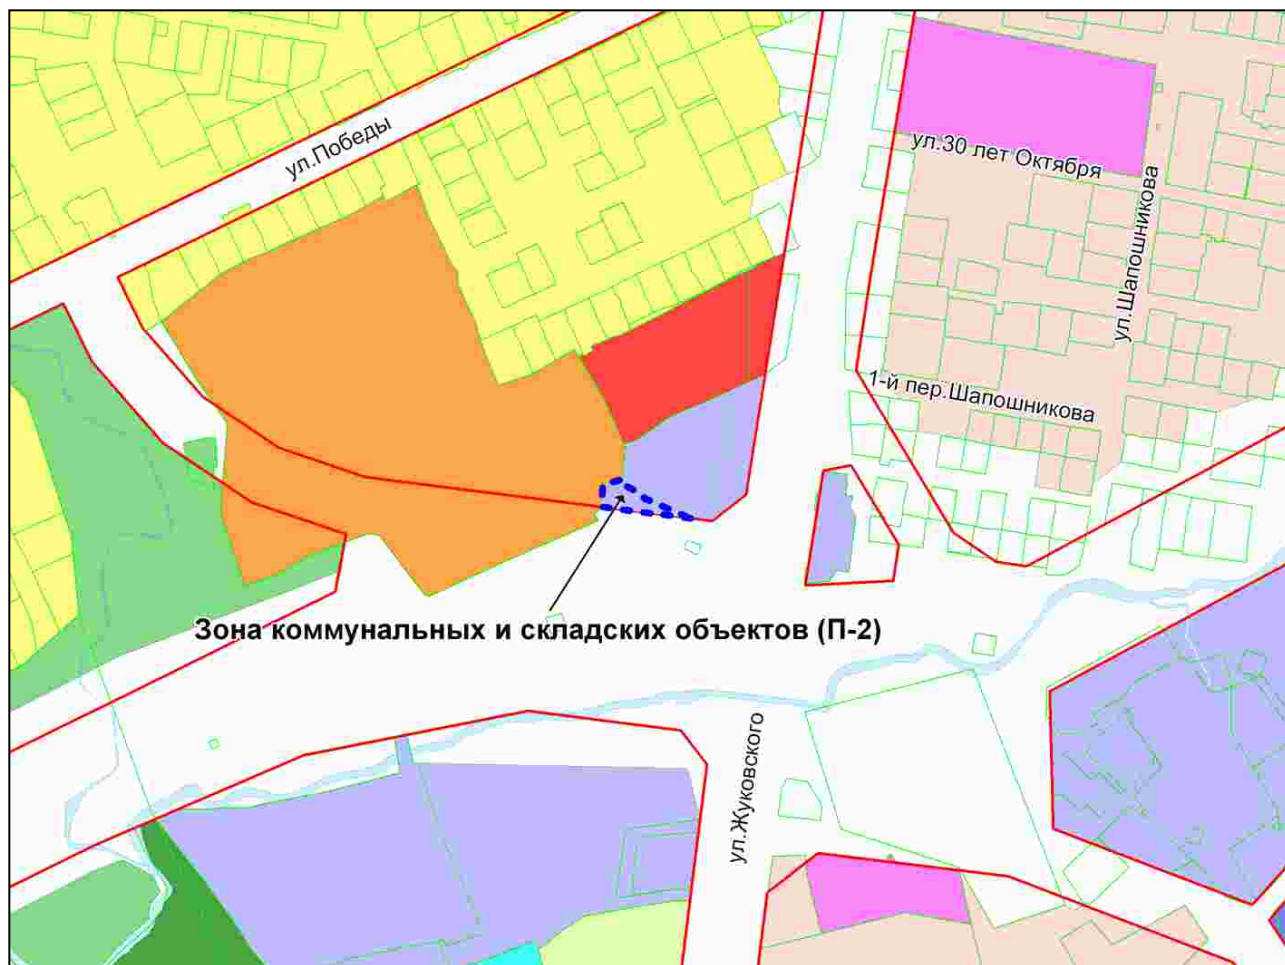 ул.Победы
ул.30 лет Октября
ул.Шапошникова
1-й пер.Шапошникова
Зона коммунальных и складских объектов (П-2)
ул.Жуковского